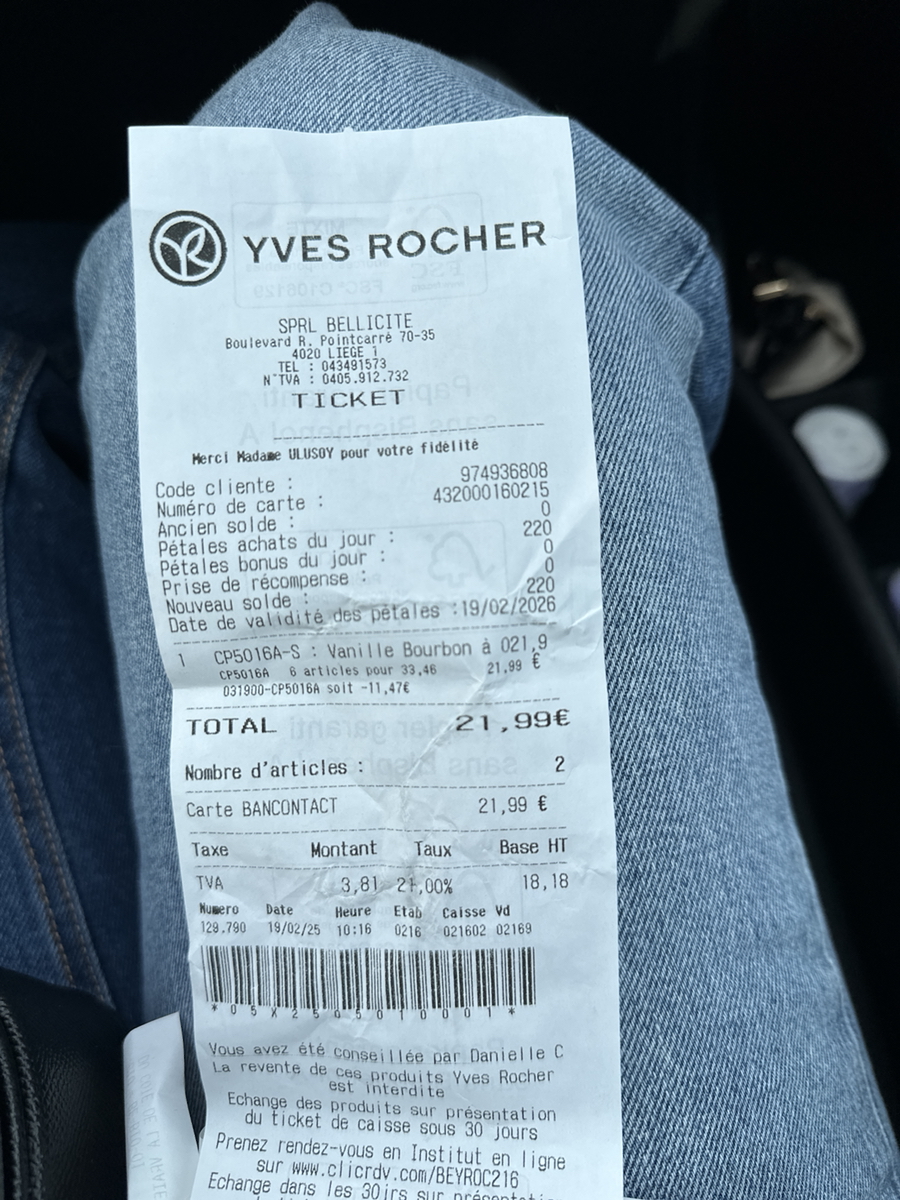 YVES ROCHER
SPRL BELLICITE
Boulevard R. Pointcarré 70-35
4020 LIEGE 1
TEL : 043491573
N°TVA : 0405.912.732
TICKET
Merci Madame ULUSOY pour votre fidélité
Code cliente : 974936808
Numéro de carte : 432000160215
Ancien solde : 0
Pétales achats du jour : 220
Pétales bonus du jour : 0
Prise de récompense : 0
Nouveau solde : 220
Date de validité des pétales :19/02/2026
1 CP5016A-S : Vanille Bourbon à 021,9
CP5016A 6 articles pour 33,46 21,99 €
031900-CP5016A soit -11,47€
TOTAL 21,99€
Nombre d'articles : 2
Carte BANCONTACT 21,99 €
Taxe Montant Taux Base HT
TVA 3,81 21,00% 18,18
Numero Date Heure Etab Caisse Vd
129.790 19/02/25 10:16 0216 021602 02169
Vous avez été conseillée par Danielle C
La revente de ces produits Yves Rocher
est interdite
Echange des produits sur présentation
du ticket de caisse sous 30 jours
Prenez rendez-vous en Institut en ligne
sur www.clicrdv.com/BEYROC216
Echange dans les 30jrs sur